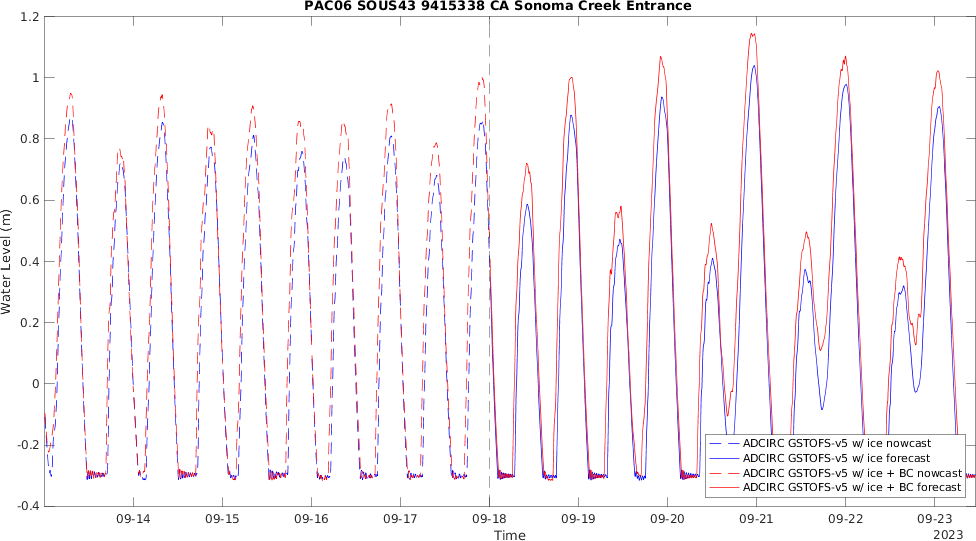 PAC06 SOUS43 9415338 CA Sonoma Creek Entrance
1.2
1
0.8
0.6
0.4
0.2
0
-0.2
-0.4
Water Level (m)
09-14
09-15
09-16
09-17
09-18
09-19
09-20
09-21
09-22
09-23
2023
Time
ADCIRC GSTOFS-v5 w/ ice nowcast
ADCIRC GSTOFS-v5 w/ ice forecast
ADCIRC GSTOFS-v5 w/ ice + BC nowcast
ADCIRC GSTOFS-v5 w/ ice + BC forecast